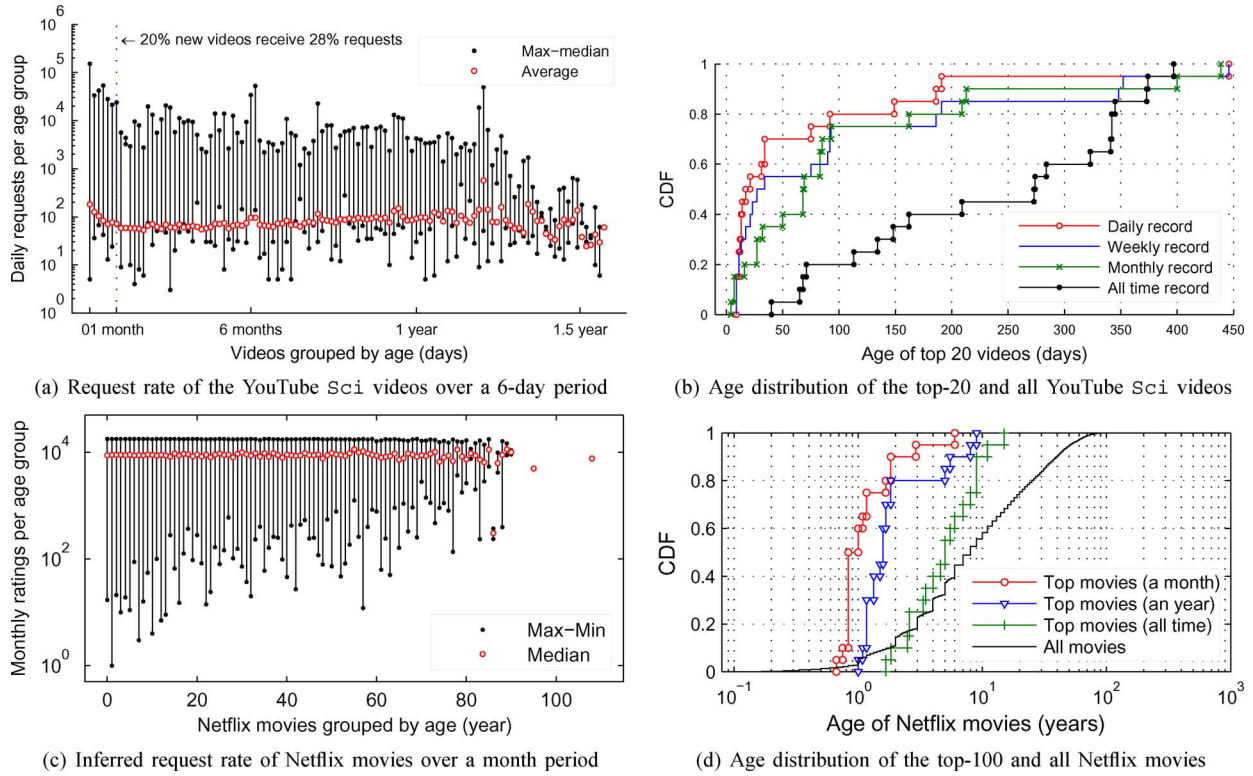 ← 20% new videos receive 28% requests
Max−median
Average
Daily requests per age group
10^6
10^5
10^4
10^3
10^2
10^1
10^1
10^0
01 month
6 months
1 year
1.5 year
Videos grouped by age (days)
(a) Request rate of the YouTube Sci videos over a 6-day period
CDF
1
0.8
0.6
0.4
0.2
0
Daily record
Weekly record
Monthly record
All time record
0 50 100 150 200 250 300 350 400 450
Age of top 20 videos (days)
(b) Age distribution of the top-20 and all YouTube Sci videos
Monthly ratings per age group
10^4
10^2
10^0
Max−Min
Median
0 20 40 60 80 100
Netflix movies grouped by age (year)
(c) Inferred request rate of Netflix movies over a month period
CDF
1
0.8
0.6
0.4
0.2
0
Top movies (a month)
Top movies (an year)
Top movies (all time)
All movies
10^−1 10^0 10^1 10^2 10^3
Age of Netflix movies (years)
(d) Age distribution of the top-100 and all Netflix movies